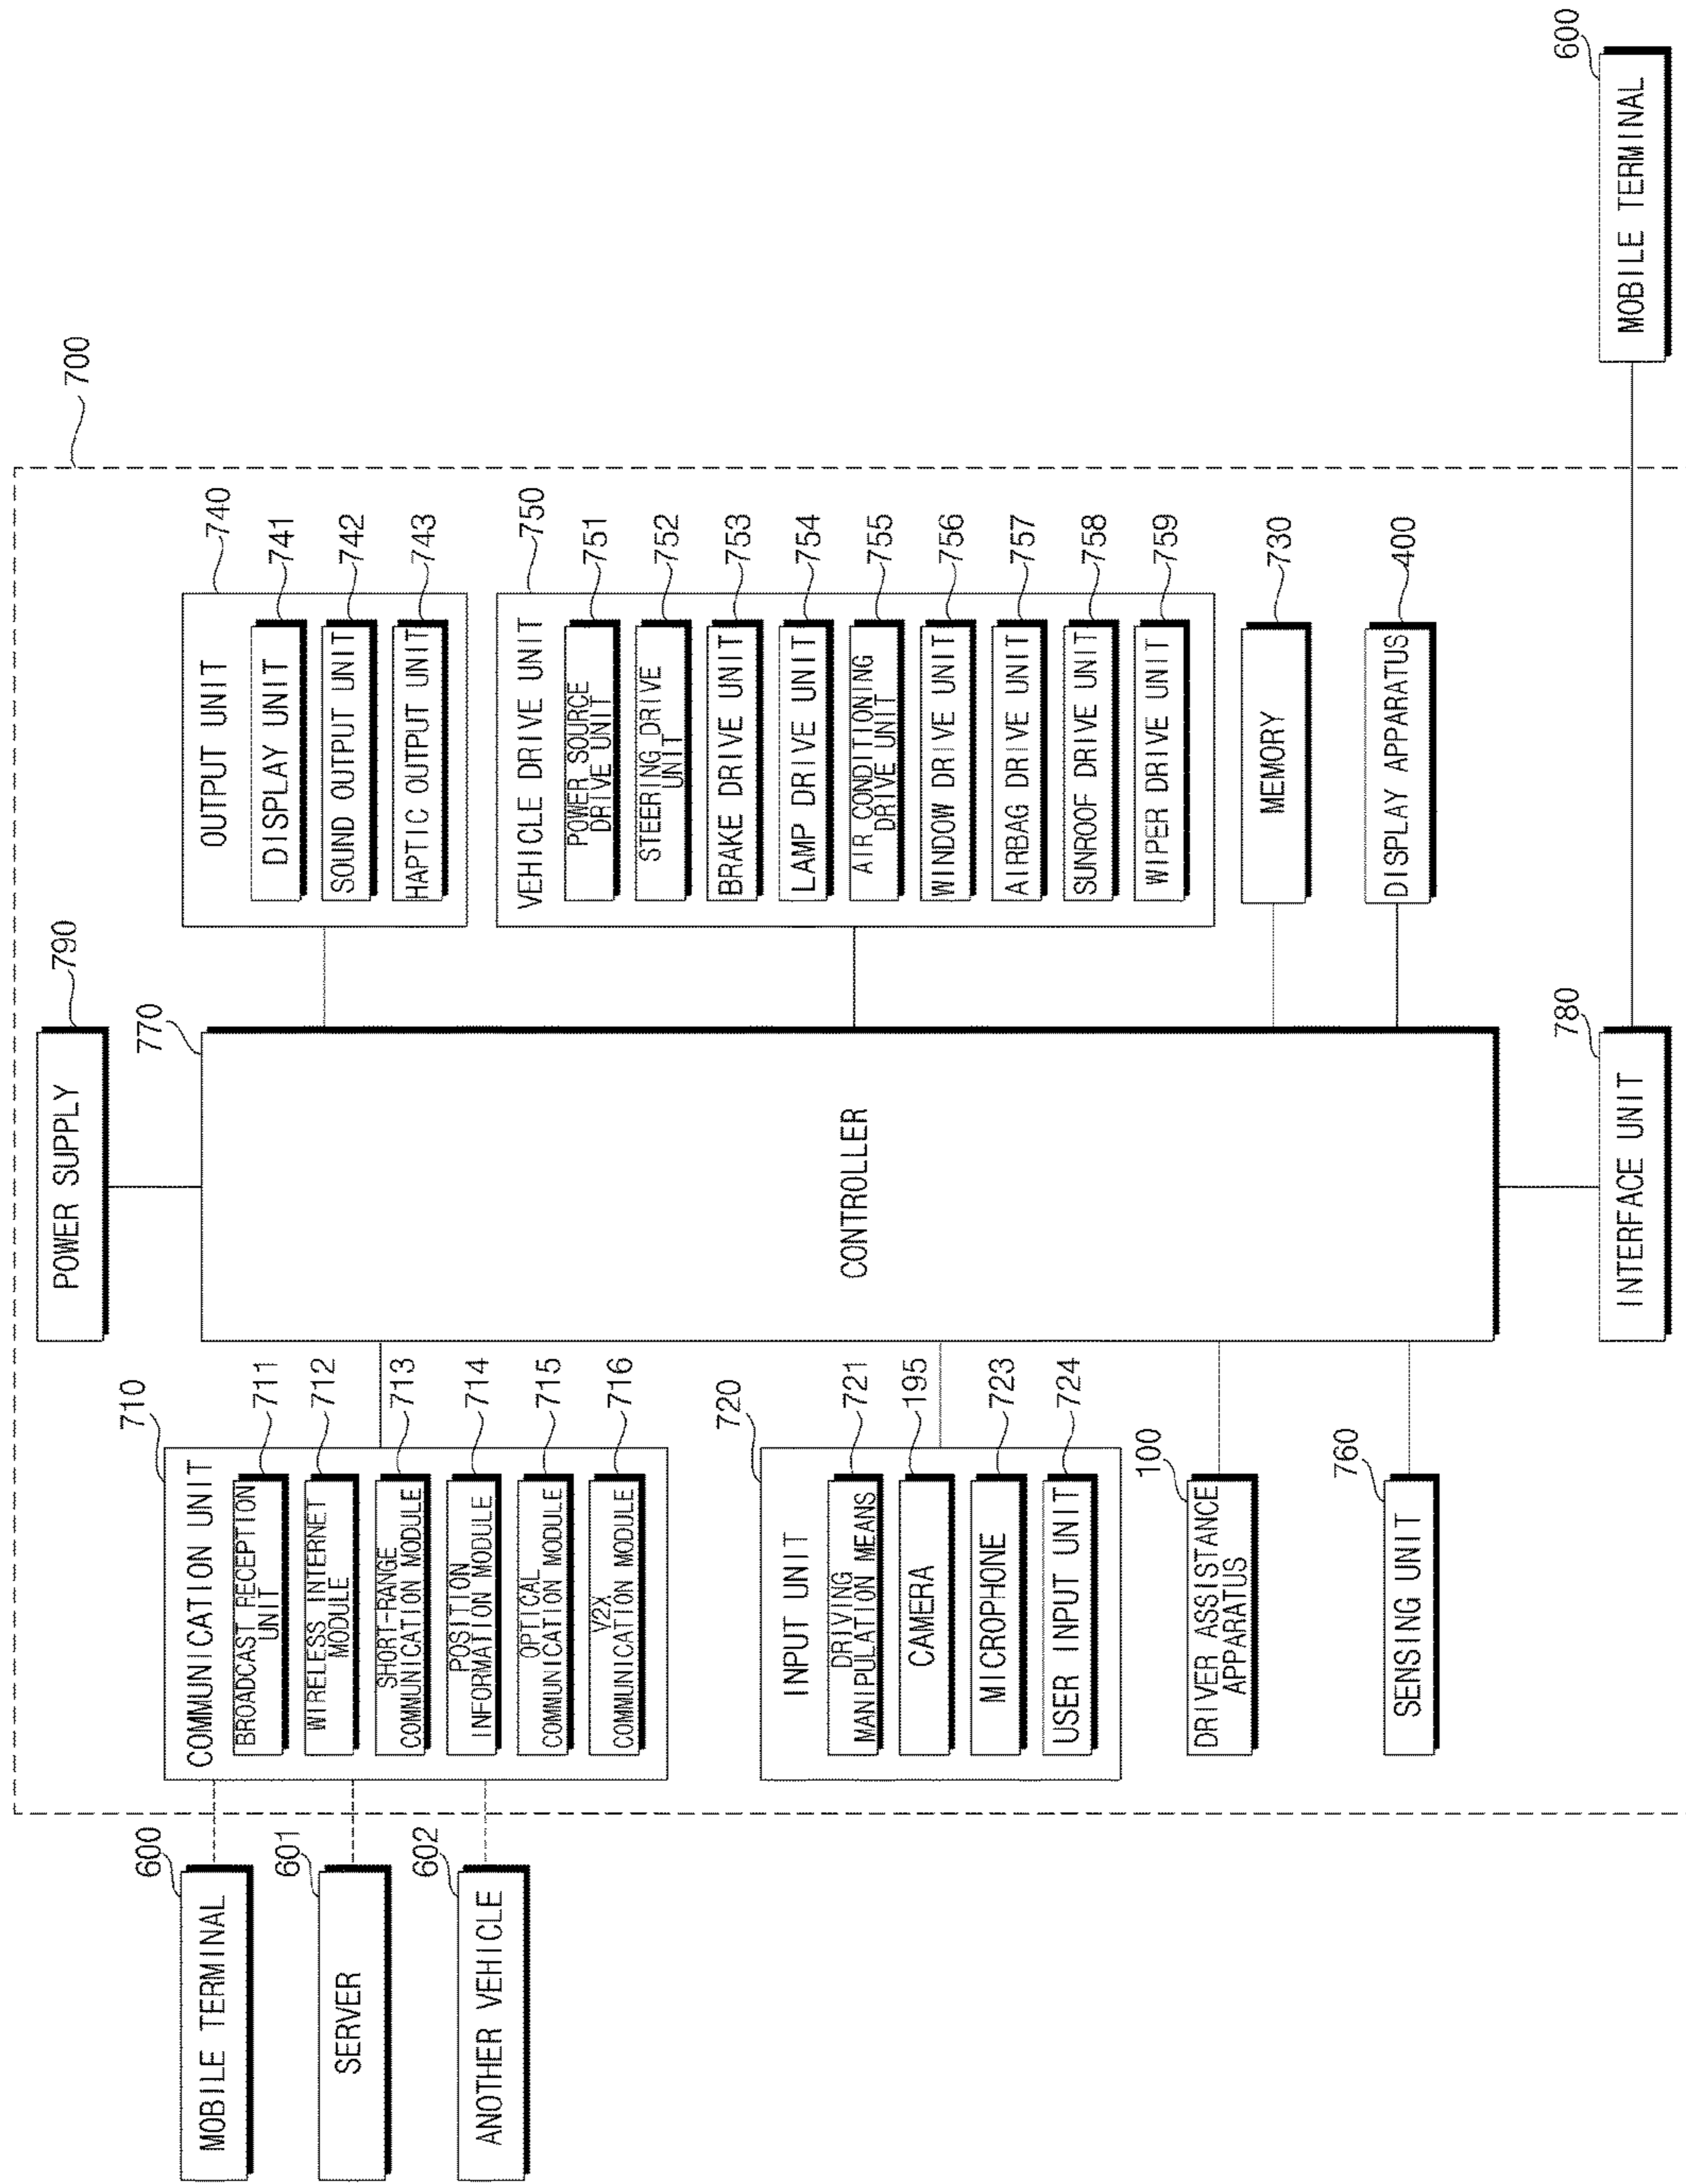 700
POWER SUPPLY
790
MOBILE TERMINAL
600
SERVER
601
ANOTHER VEHICLE
602
710
COMMUNICATION UNIT
BROADCAST RECEPTION
UNIT
711
WIRELESS INTERNET
MODULE
712
SHORT-RANGE
COMMUNICATION MODULE
713
POSITION
INFORMATION MODULE
714
OPTICAL
COMMUNICATION MODULE
715
V2X
COMMUNICATION MODULE
716
720
INPUT UNIT
DRIVING
MANIPULATION MEANS
721
CAMERA
195
MICROPHONE
723
USER INPUT UNIT
724
100
DRIVER ASSISTANCE
APPARATUS
760
SENSING UNIT
770
CONTROLLER
740
OUTPUT UNIT
DISPLAY UNIT
741
SOUND OUTPUT UNIT
742
HAPTIC OUTPUT UNIT
743
750
VEHICLE DRIVE UNIT
POWER SOURCE
DRIVE UNIT
751
STEERING DRIVE
UNIT
752
BRAKE DRIVE UNIT
753
LAMP DRIVE UNIT
754
AIR CONDITIONING
DRIVE UNIT
755
WINDOW DRIVE UNIT
756
AIRBAG DRIVE UNIT
757
SUNROOF DRIVE UNIT
758
WIPER DRIVE UNIT
759
MEMORY
730
DISPLAY APPARATUS
400
780
INTERFACE UNIT
600
MOBILE TERMINAL